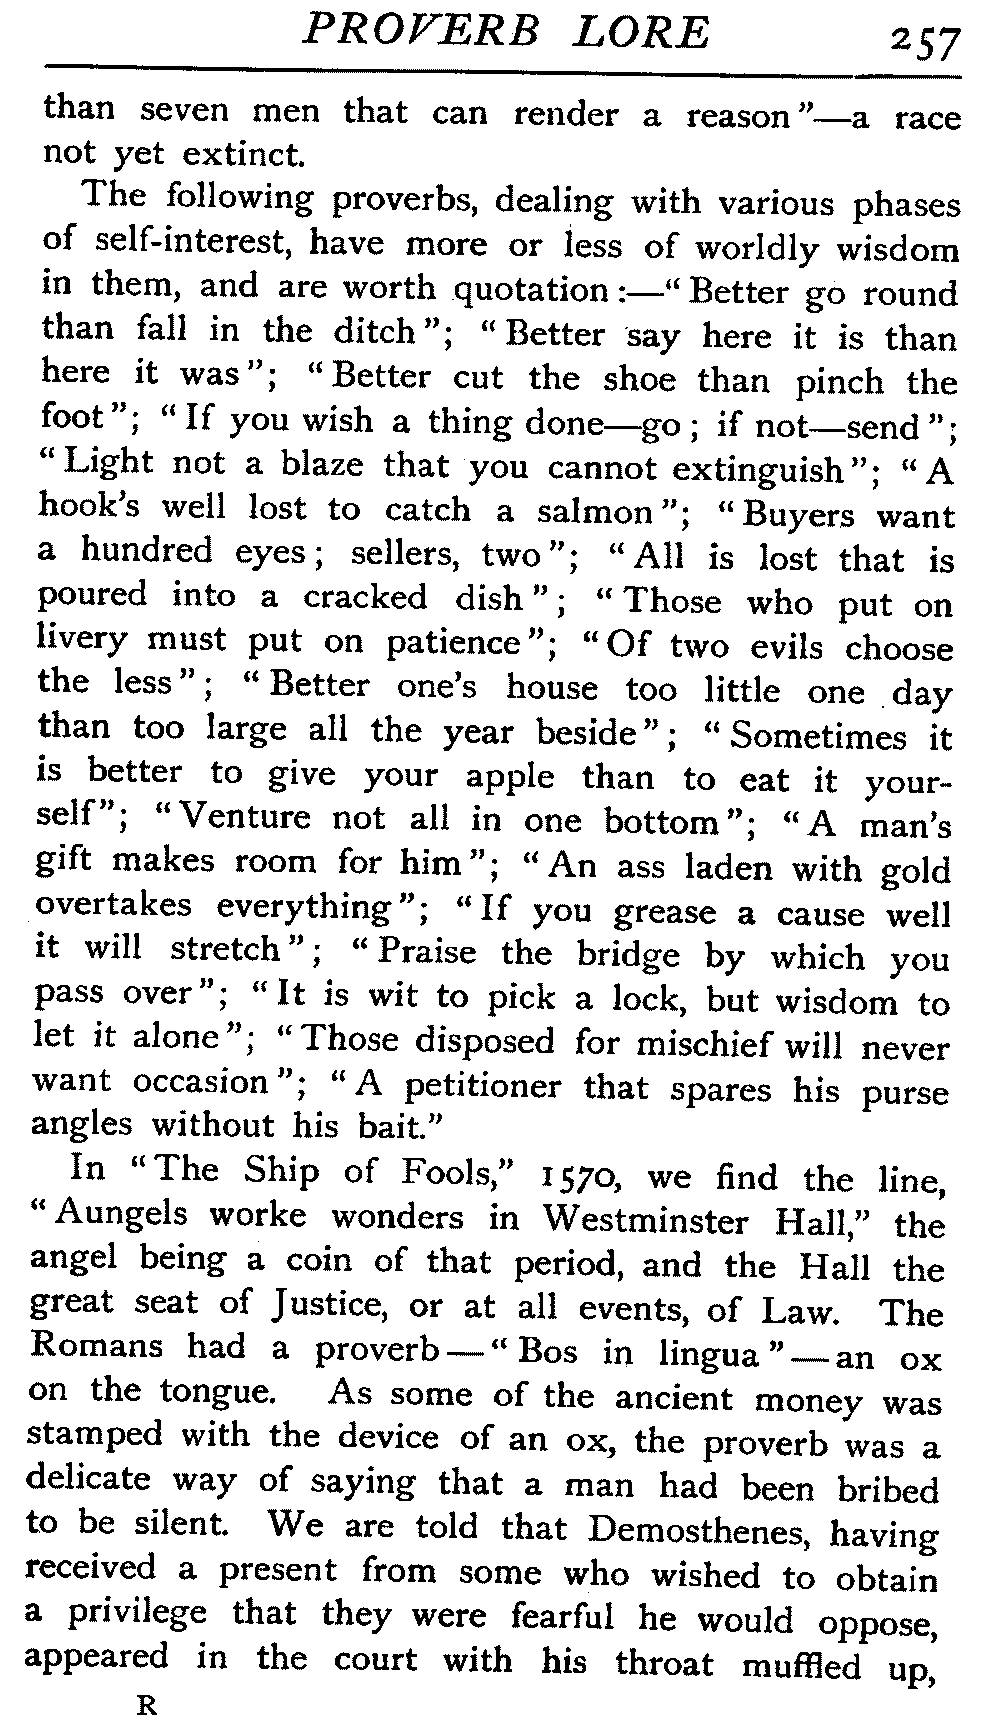 PROVERB LORE 257
than seven men that can render a reason"—a race
not yet extinct.
The following proverbs, dealing with various phases
of self-interest, have more or less of worldly wisdom
in them, and are worth quotation:—"Better go round
than fall in the ditch"; "Better say here it is than
here it was"; "Better cut the shoe than pinch the
foot"; "If you wish a thing done—go; if not—send";
"Light not a blaze that you cannot extinguish"; "A
hook's well lost to catch a salmon"; "Buyers want
a hundred eyes; sellers, two"; "All is lost that is
poured into a cracked dish"; "Those who put on
livery must put on patience"; "Of two evils choose
the less"; "Better one's house too little one day
than too large all the year beside"; "Sometimes it
is better to give your apple than to eat it your-
self"; "Venture not all in one bottom"; "A man's
gift makes room for him"; "An ass laden with gold
overtakes everything"; "If you grease a cause well
it will stretch"; "Praise the bridge by which you
pass over"; "It is wit to pick a lock, but wisdom to
let it alone"; "Those disposed for mischief will never
want occasion"; "A petitioner that spares his purse
angles without his bait."
In "The Ship of Fools," 1570, we find the line,
"Aungels worke wonders in Westminster Hall," the
angel being a coin of that period, and the Hall the
great seat of Justice, or at all events, of Law. The
Romans had a proverb—"Bos in lingua"—an ox
on the tongue. As some of the ancient money was
stamped with the device of an ox, the proverb was a
delicate way of saying that a man had been bribed
to be silent. We are told that Demosthenes, having
received a present from some who wished to obtain
a privilege that they were fearful he would oppose,
appeared in the court with his throat muffled up,
R